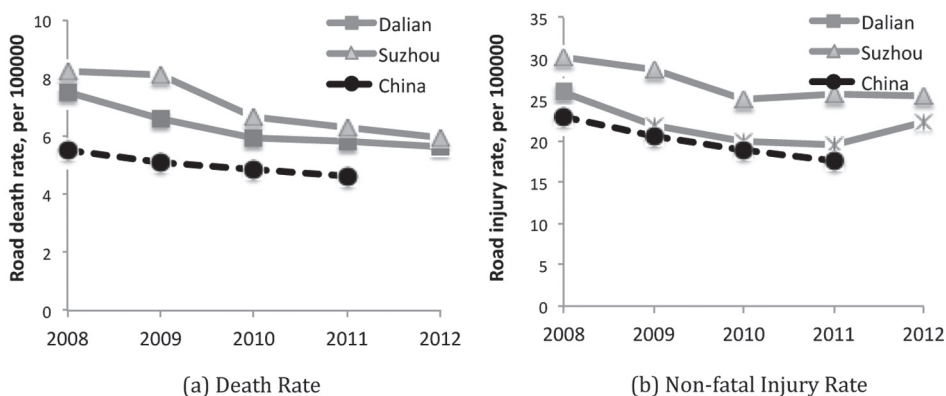 Road death rate, per 100000
10
8
6
4
2
0
2008 2009 2010 2011 2012
Dalian
Suzhou
China
(a) Death Rate
Road injury rate, per 100000
35
30
25
20
15
10
5
0
2008 2009 2010 2011 2012
Dalian
Suzhou
China
(b) Non-fatal Injury Rate